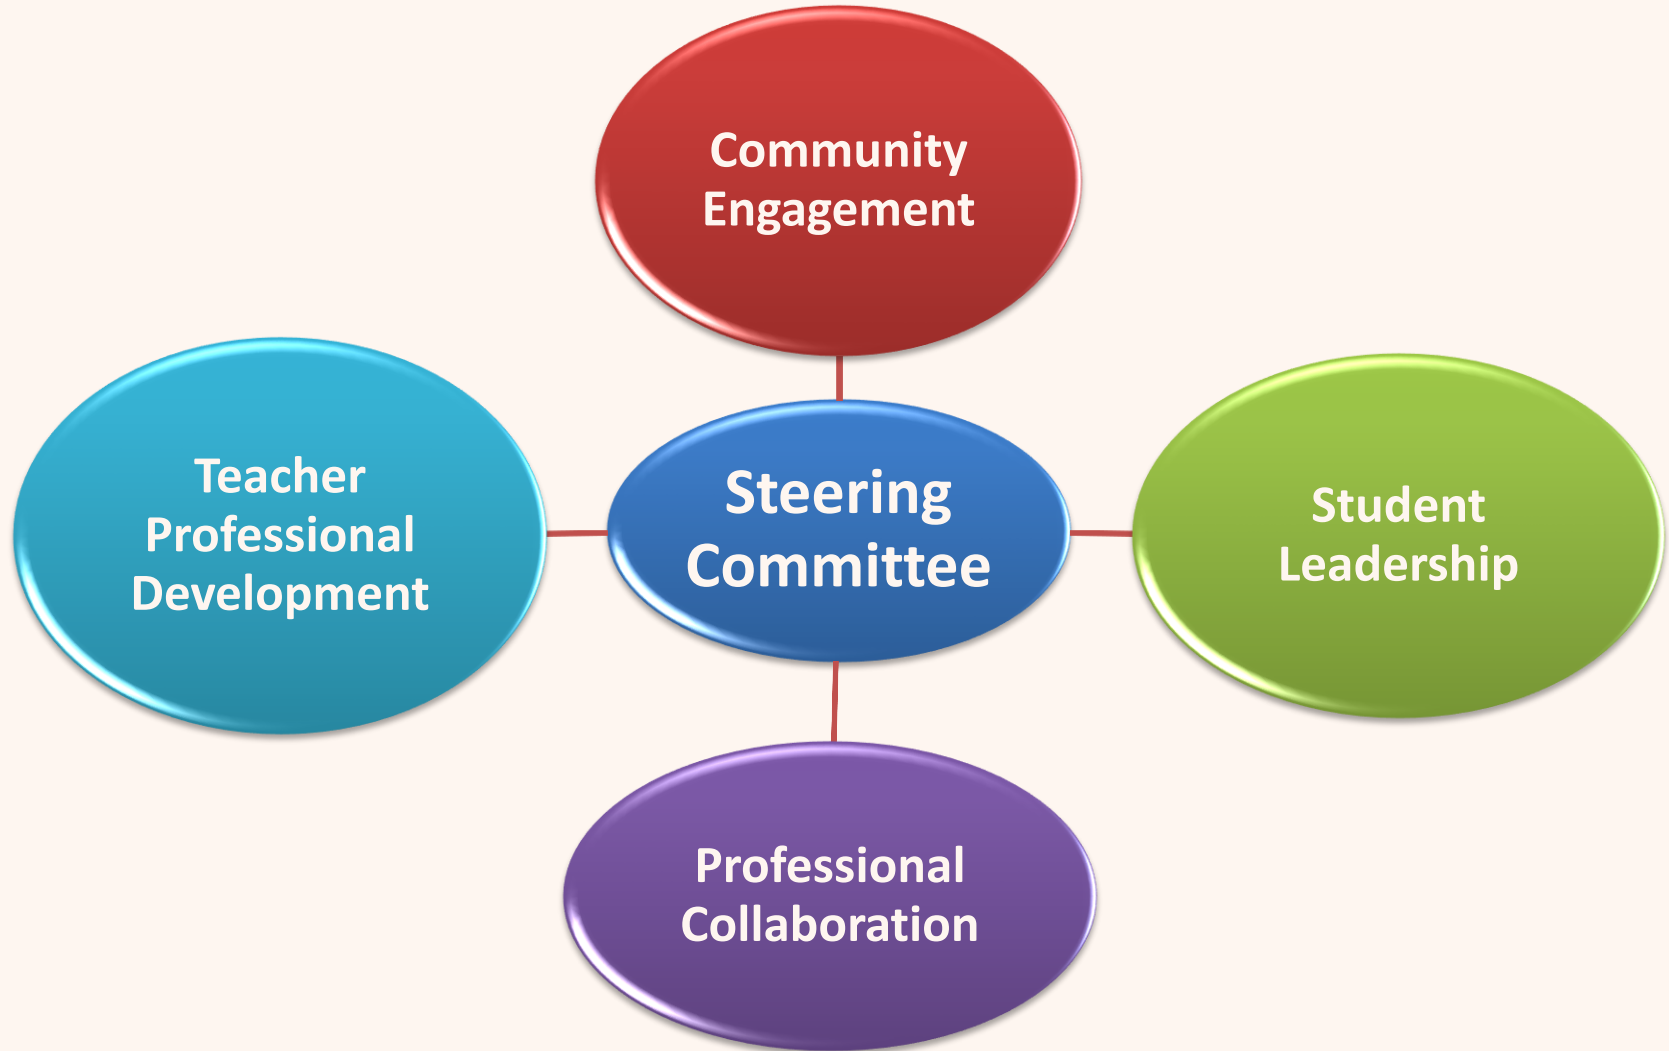 Community
Engagement
Teacher
Professional
Development
Steering
Committee
Student
Leadership
Professional
Collaboration